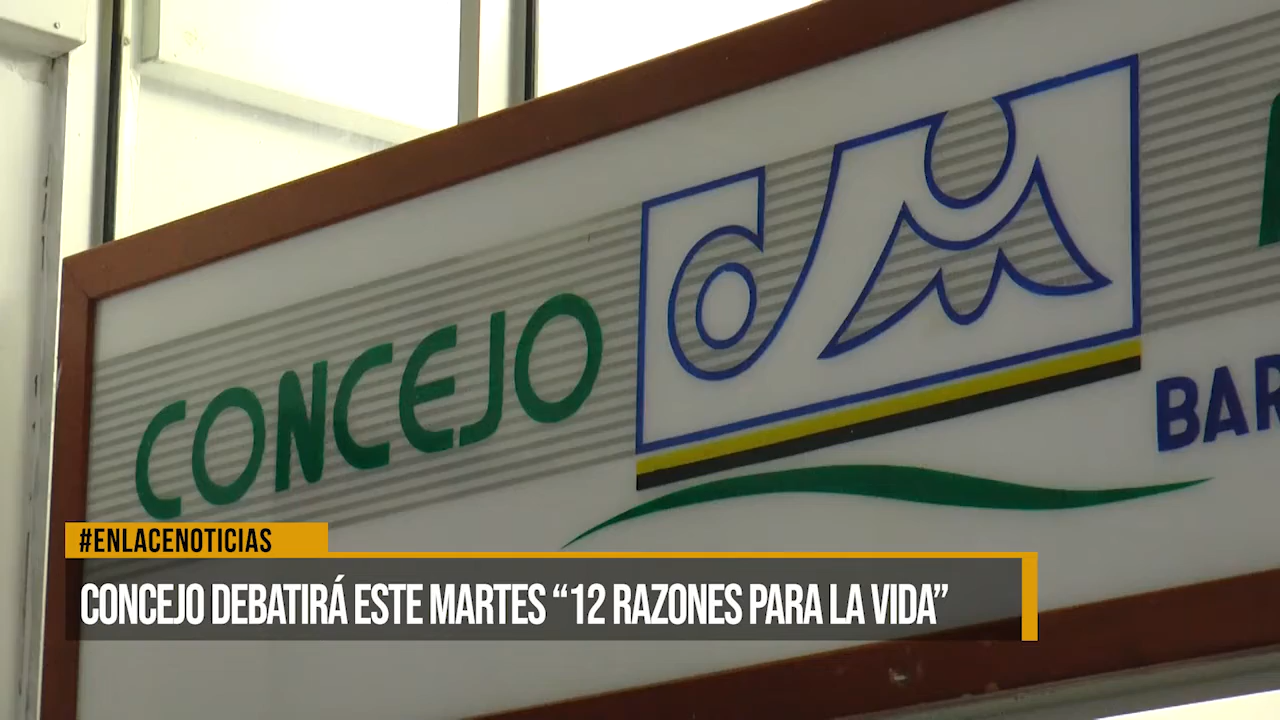 CONCEJO
BAR
#ENLACENOTICIAS
CONCEJO DEBATIRÁ ESTE MARTES “12 RAZONES PARA LA VIDA”